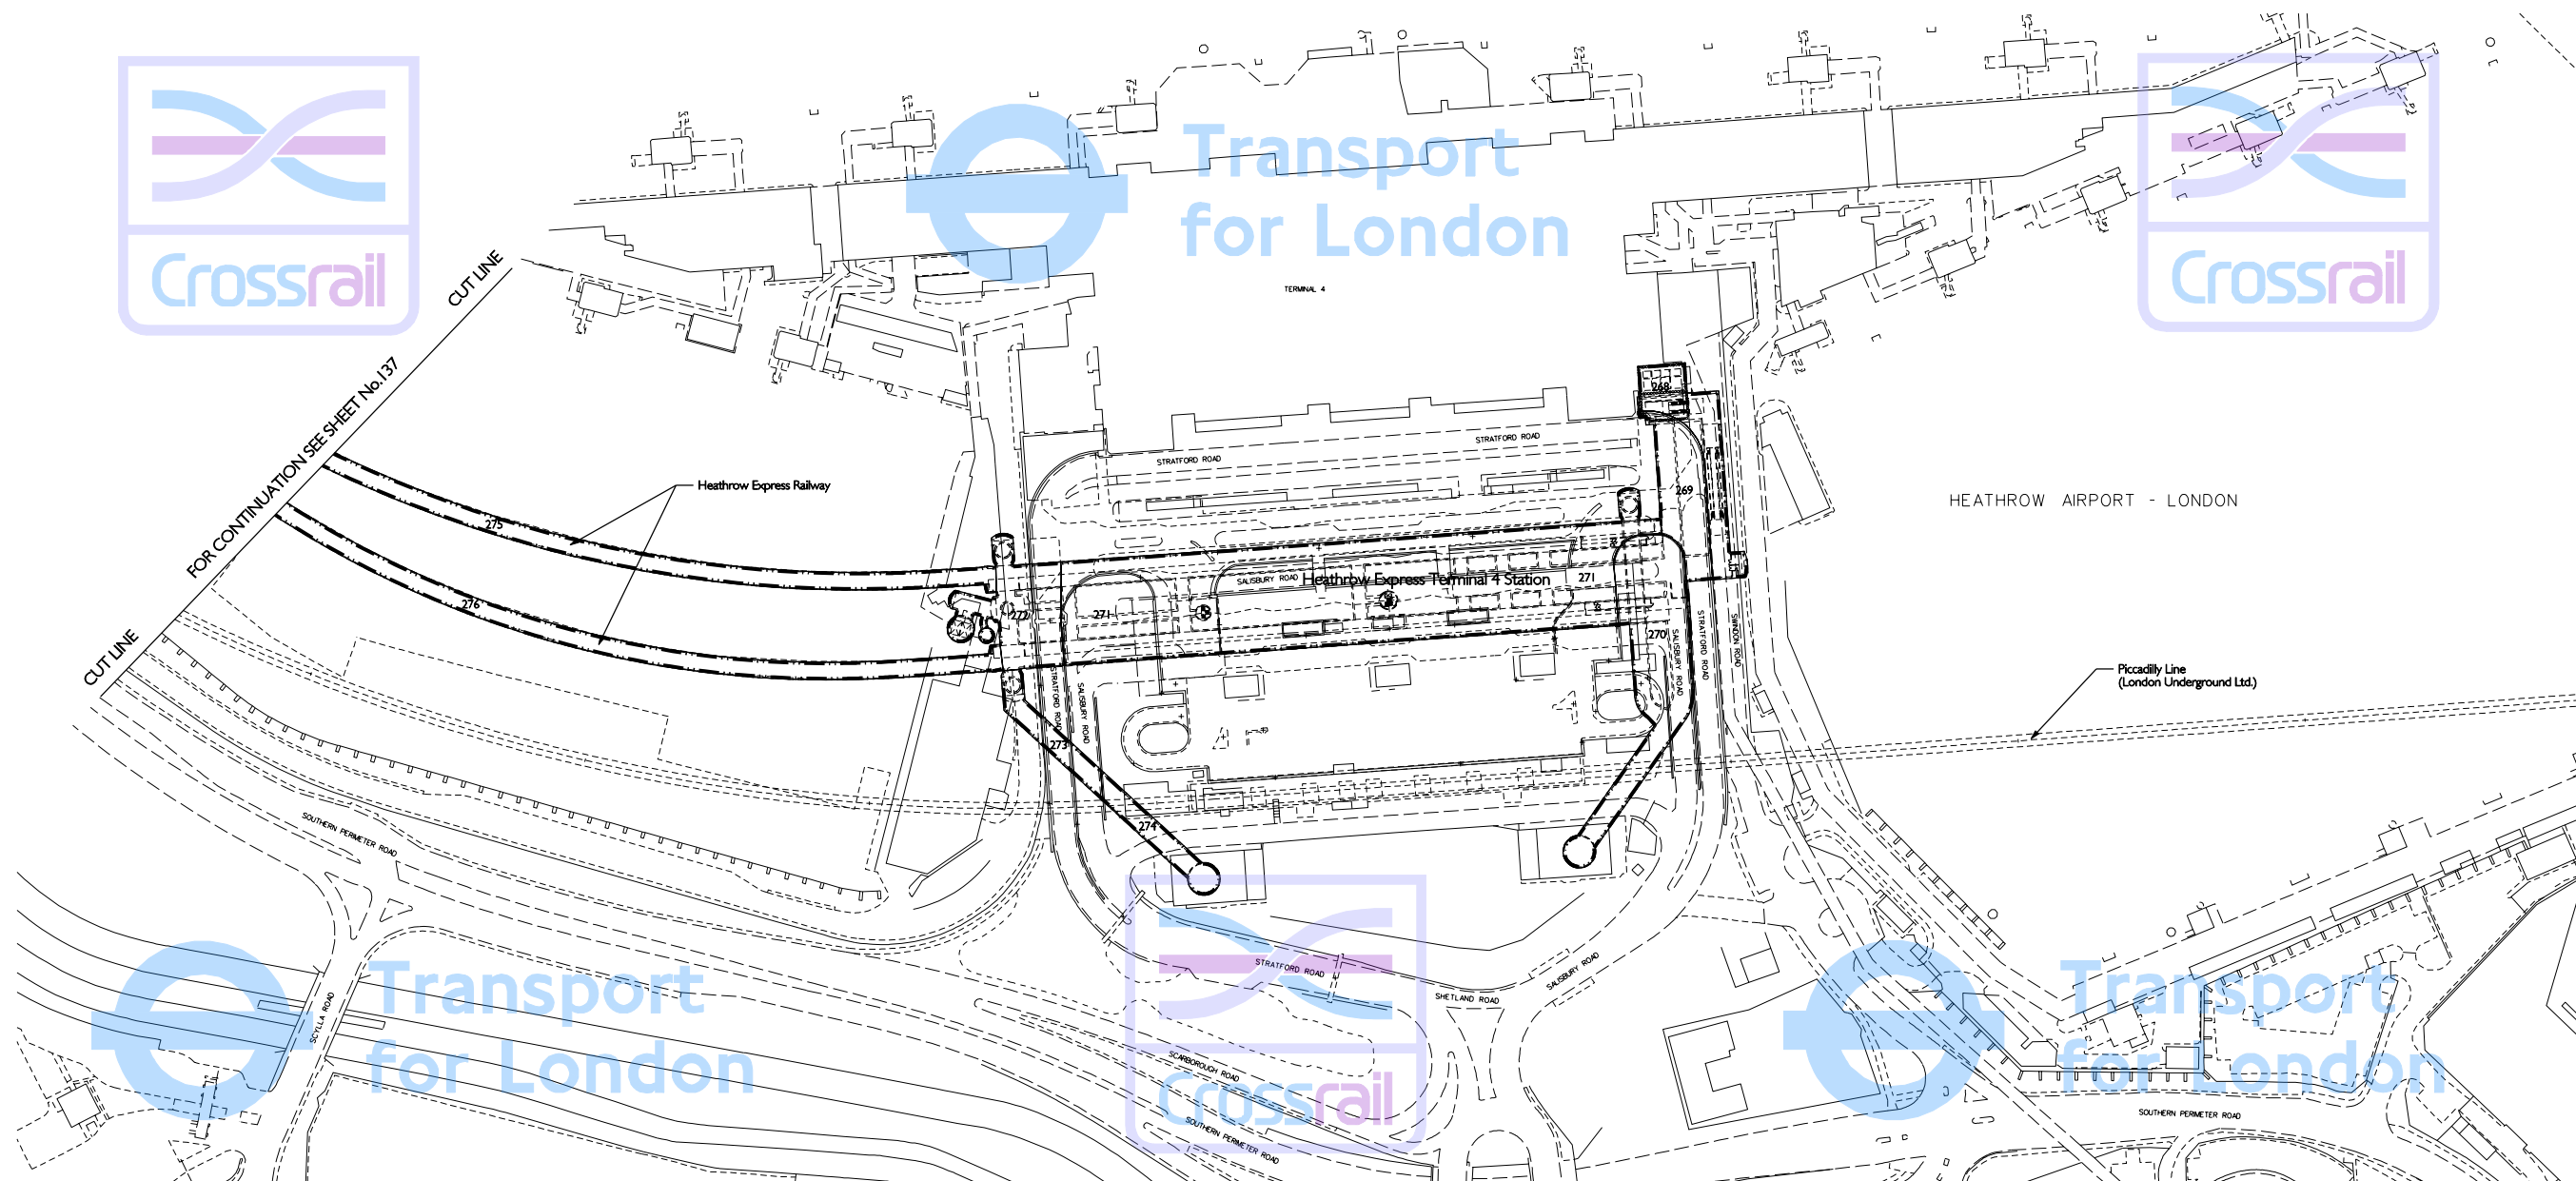 Crossrail
Transport
for London
Crossrail
CUT LINE
TERMINAL 4
FOR CONTINUATION SEE SHEET No.137
268
STRATFORD ROAD
STRATFORD ROAD
Heathrow Express Railway
269
HEATHROW AIRPORT - LONDON
275
SALISBURY ROAD
Heathrow Express Terminal 4 Station
271
276
272
271
270
CUT LINE
STRATFORD ROAD
SALISBURY ROAD
SALISBURY ROAD
STRATFORD ROAD
SWINDON ROAD
Piccadilly Line
(London Underground Ltd.)
273
274
SOUTHERN PERIMETER ROAD
STRATFORD ROAD
SALISBURY ROAD
SHETLAND ROAD
SCYLLA ROAD
Transport
for London
SCARBOROUGH ROAD
Crossrail
SOUTHERN PERIMETER ROAD
Transport
for London
SOUTHERN PERIMETER ROAD